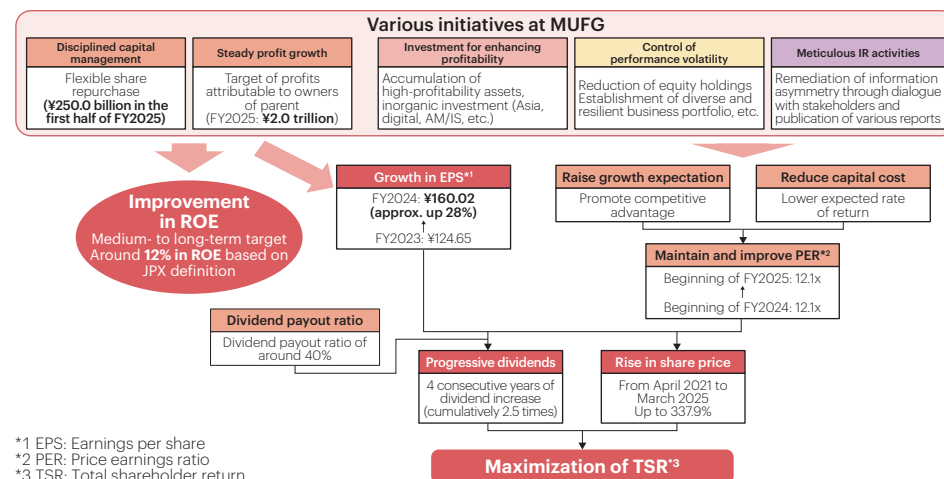 Various initiatives at MUFG
Disciplined capital
management
Flexible share
repurchase
(¥250.0 billion in the
first half of FY2025)
Steady profit growth
Target of profits
attributable to owners
of parent
(FY2025: ¥2.0 trillion)
Investment for enhancing
profitability
Accumulation of
high-profitability assets,
inorganic investment (Asia,
digital, AM/IS, etc.)
Control of
performance volatility
Reduction of equity holdings
Establishment of diverse and
resilient business portfolio, etc.
Meticulous IR activities
Remediation of information
asymmetry through dialogue
with stakeholders and
publication of various reports
Improvement
in ROE
Medium- to long-term target
Around 12% in ROE based on
JPX definition
Growth in EPS*1
FY2024: ¥160.02
(approx. up 28%)
FY2023: ¥124.65
Raise growth expectation
Promote competitive
advantage
Reduce capital cost
Lower expected rate
of return
Maintain and improve PER*2
Beginning of FY2025: 12.1x
Beginning of FY2024: 12.1x
Dividend payout ratio
Dividend payout ratio of
around 40%
Progressive dividends
4 consecutive years of
dividend increase
(cumulatively 2.5 times)
Rise in share price
From April 2021 to
March 2025
Up to 337.9%
Maximization of TSR*3
*1 EPS: Earnings per share
*2 PER: Price earnings ratio
*3 TSR: Total shareholder return